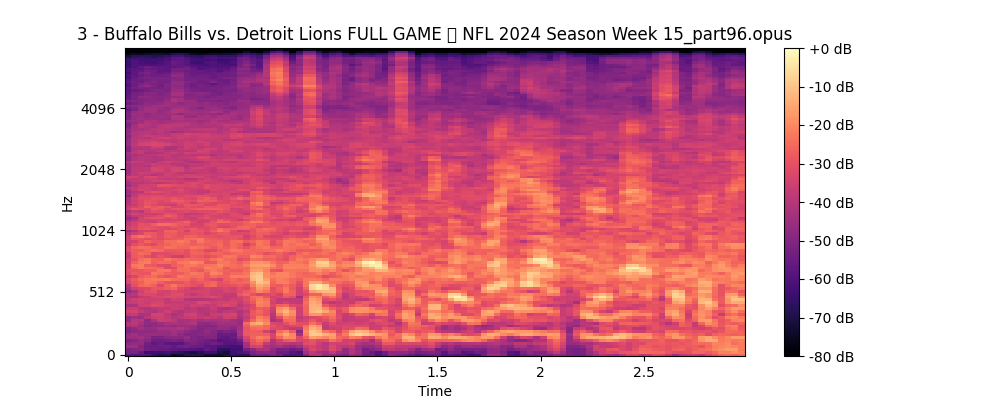 3 - Buffalo Bills vs. Detroit Lions FULL GAME ▯ NFL 2024 Season Week 15_part96.opus
Hz
4096
2048
1024
512
0
0 0.5 1 1.5 2 2.5
Time
+0 dB
-10 dB
-20 dB
-30 dB
-40 dB
-50 dB
-60 dB
-70 dB
-80 dB